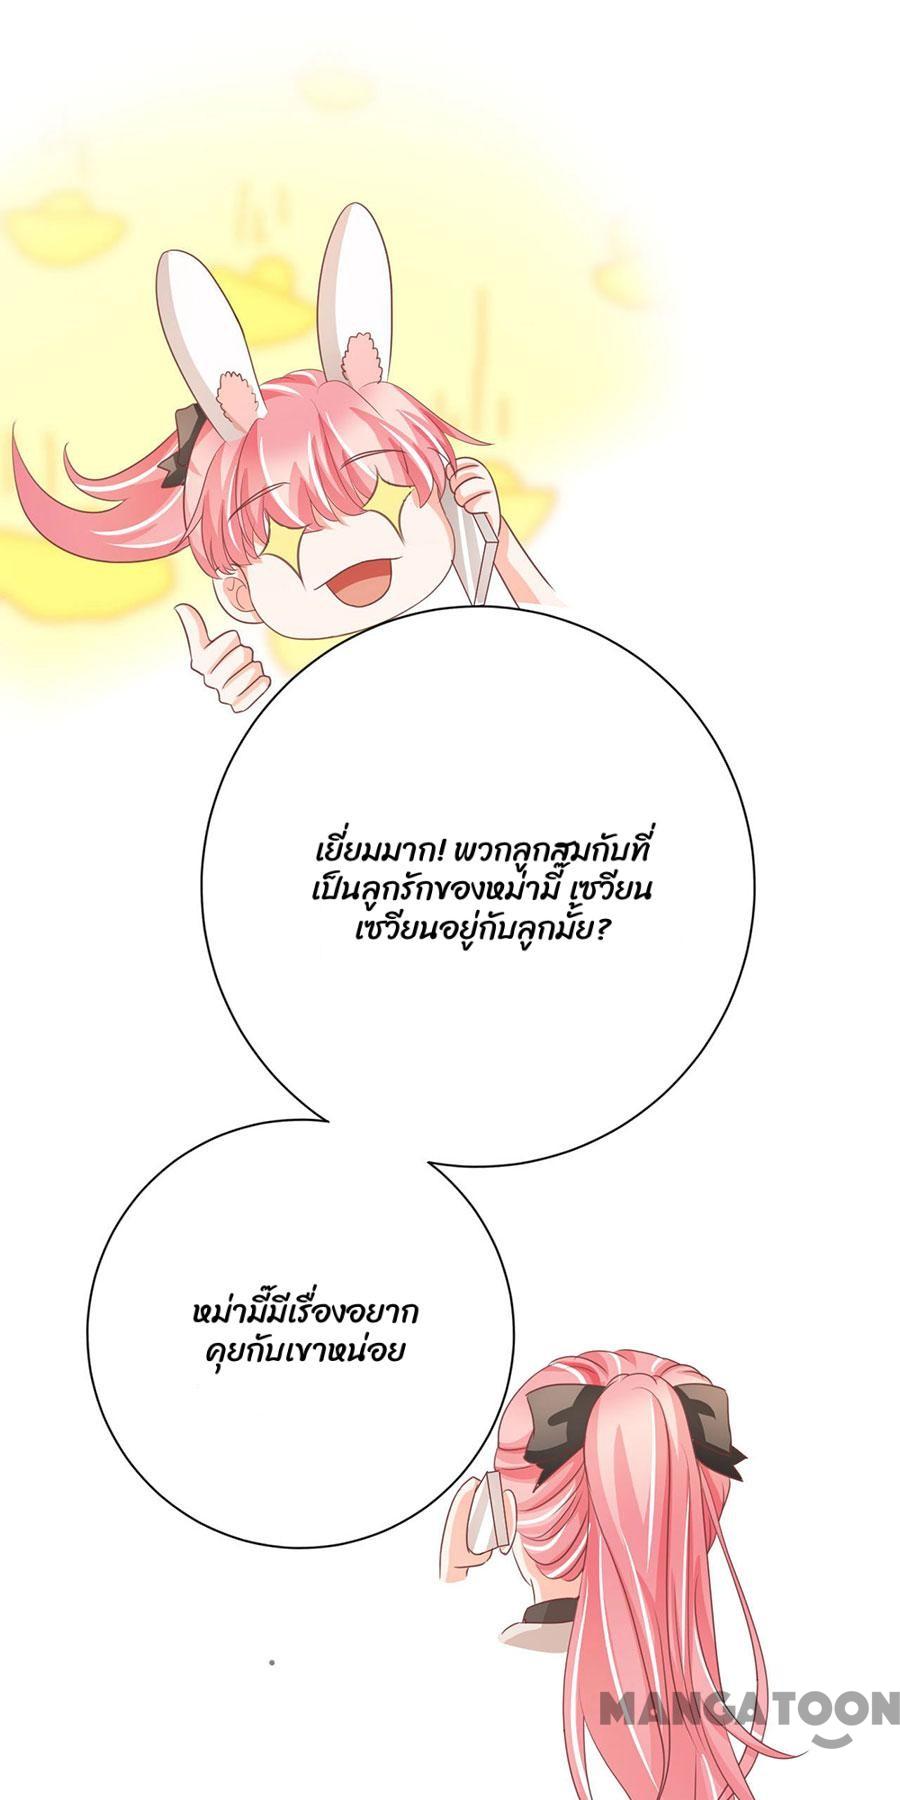 เยี่ยมมาก! พวกลูกสมกับที่
เป็นลูกรักของหม่ามี๊ เซวียน
เซวียนอยู่กับลูกมั้ย?
หม่ามี๊มีเรื่องอยาก
คุยกับเขาหน่อย
MANGATOON